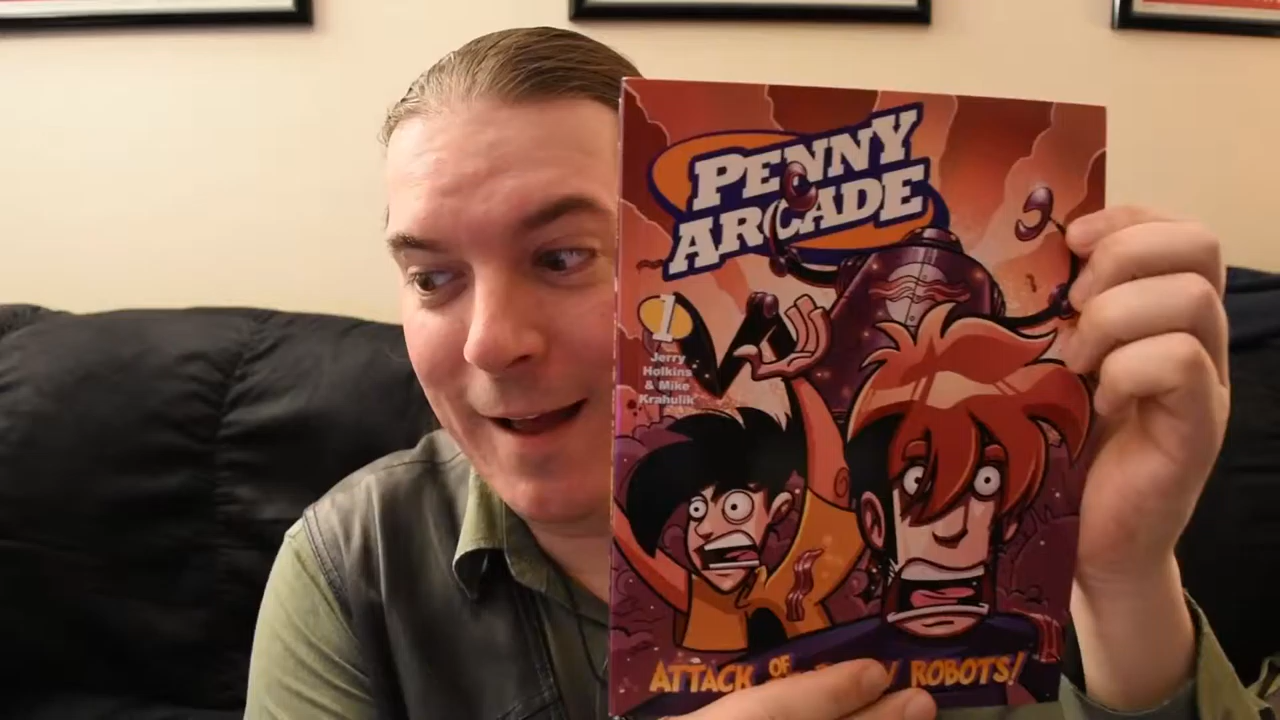 PENNY
ARCADE
1
Jerry
Holkins
& Mike
Krahulik
ATTACK OF ROBOTS!